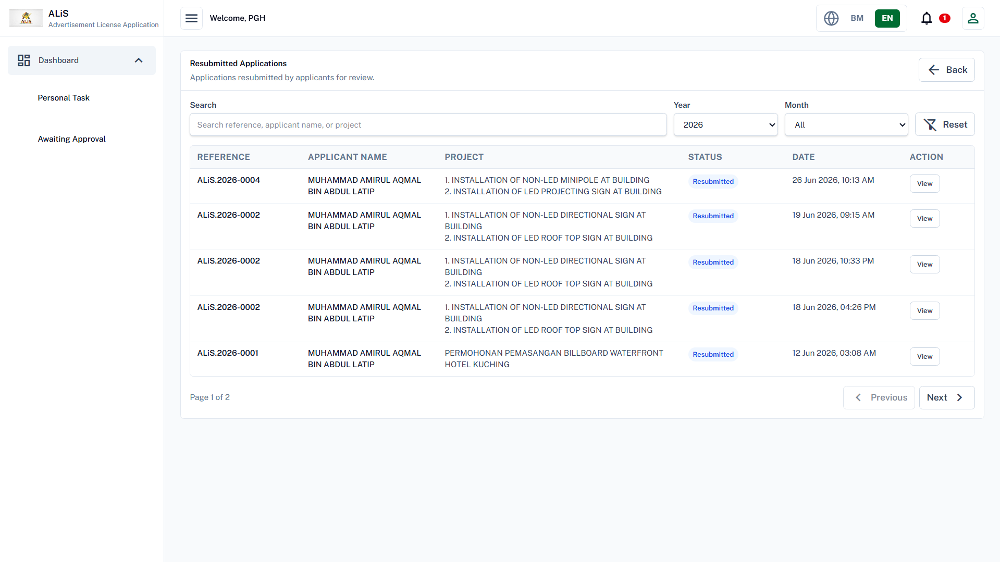 ALiS
Advertisement License Application
ALiS
Welcome, PGH
BM
EN
1
Dashboard
Personal Task
Awaiting Approval
Resubmitted Applications
Applications resubmitted by applicants for review.
Back
Search
Year
Month
Search reference, applicant name, or project
2026
All
Reset
REFERENCE
APPLICANT NAME
PROJECT
STATUS
DATE
ACTION
ALiS.2026-0004
MUHAMMAD AMIRUL AQMAL
BIN ABDUL LATIP
1. INSTALLATION OF NON-LED MINIPOLE AT BUILDING
2. INSTALLATION OF LED PROJECTING SIGN AT BUILDING
Resubmitted
26 Jun 2026, 10:13 AM
View
ALiS.2026-0002
MUHAMMAD AMIRUL AQMAL
BIN ABDUL LATIP
1. INSTALLATION OF NON-LED DIRECTIONAL SIGN AT
BUILDING
2. INSTALLATION OF LED ROOF TOP SIGN AT BUILDING
Resubmitted
19 Jun 2026, 09:15 AM
View
ALiS.2026-0002
MUHAMMAD AMIRUL AQMAL
BIN ABDUL LATIP
1. INSTALLATION OF NON-LED DIRECTIONAL SIGN AT
BUILDING
2. INSTALLATION OF LED ROOF TOP SIGN AT BUILDING
Resubmitted
18 Jun 2026, 10:33 PM
View
ALiS.2026-0002
MUHAMMAD AMIRUL AQMAL
BIN ABDUL LATIP
1. INSTALLATION OF NON-LED DIRECTIONAL SIGN AT
BUILDING
2. INSTALLATION OF LED ROOF TOP SIGN AT BUILDING
Resubmitted
18 Jun 2026, 04:26 PM
View
ALiS.2026-0001
MUHAMMAD AMIRUL AQMAL
BIN ABDUL LATIP
PERMOHONAN PEMASANGAN BILLBOARD WATERFRONT
HOTEL KUCHING
Resubmitted
12 Jun 2026, 03:08 AM
View
Page 1 of 2
Previous
Next